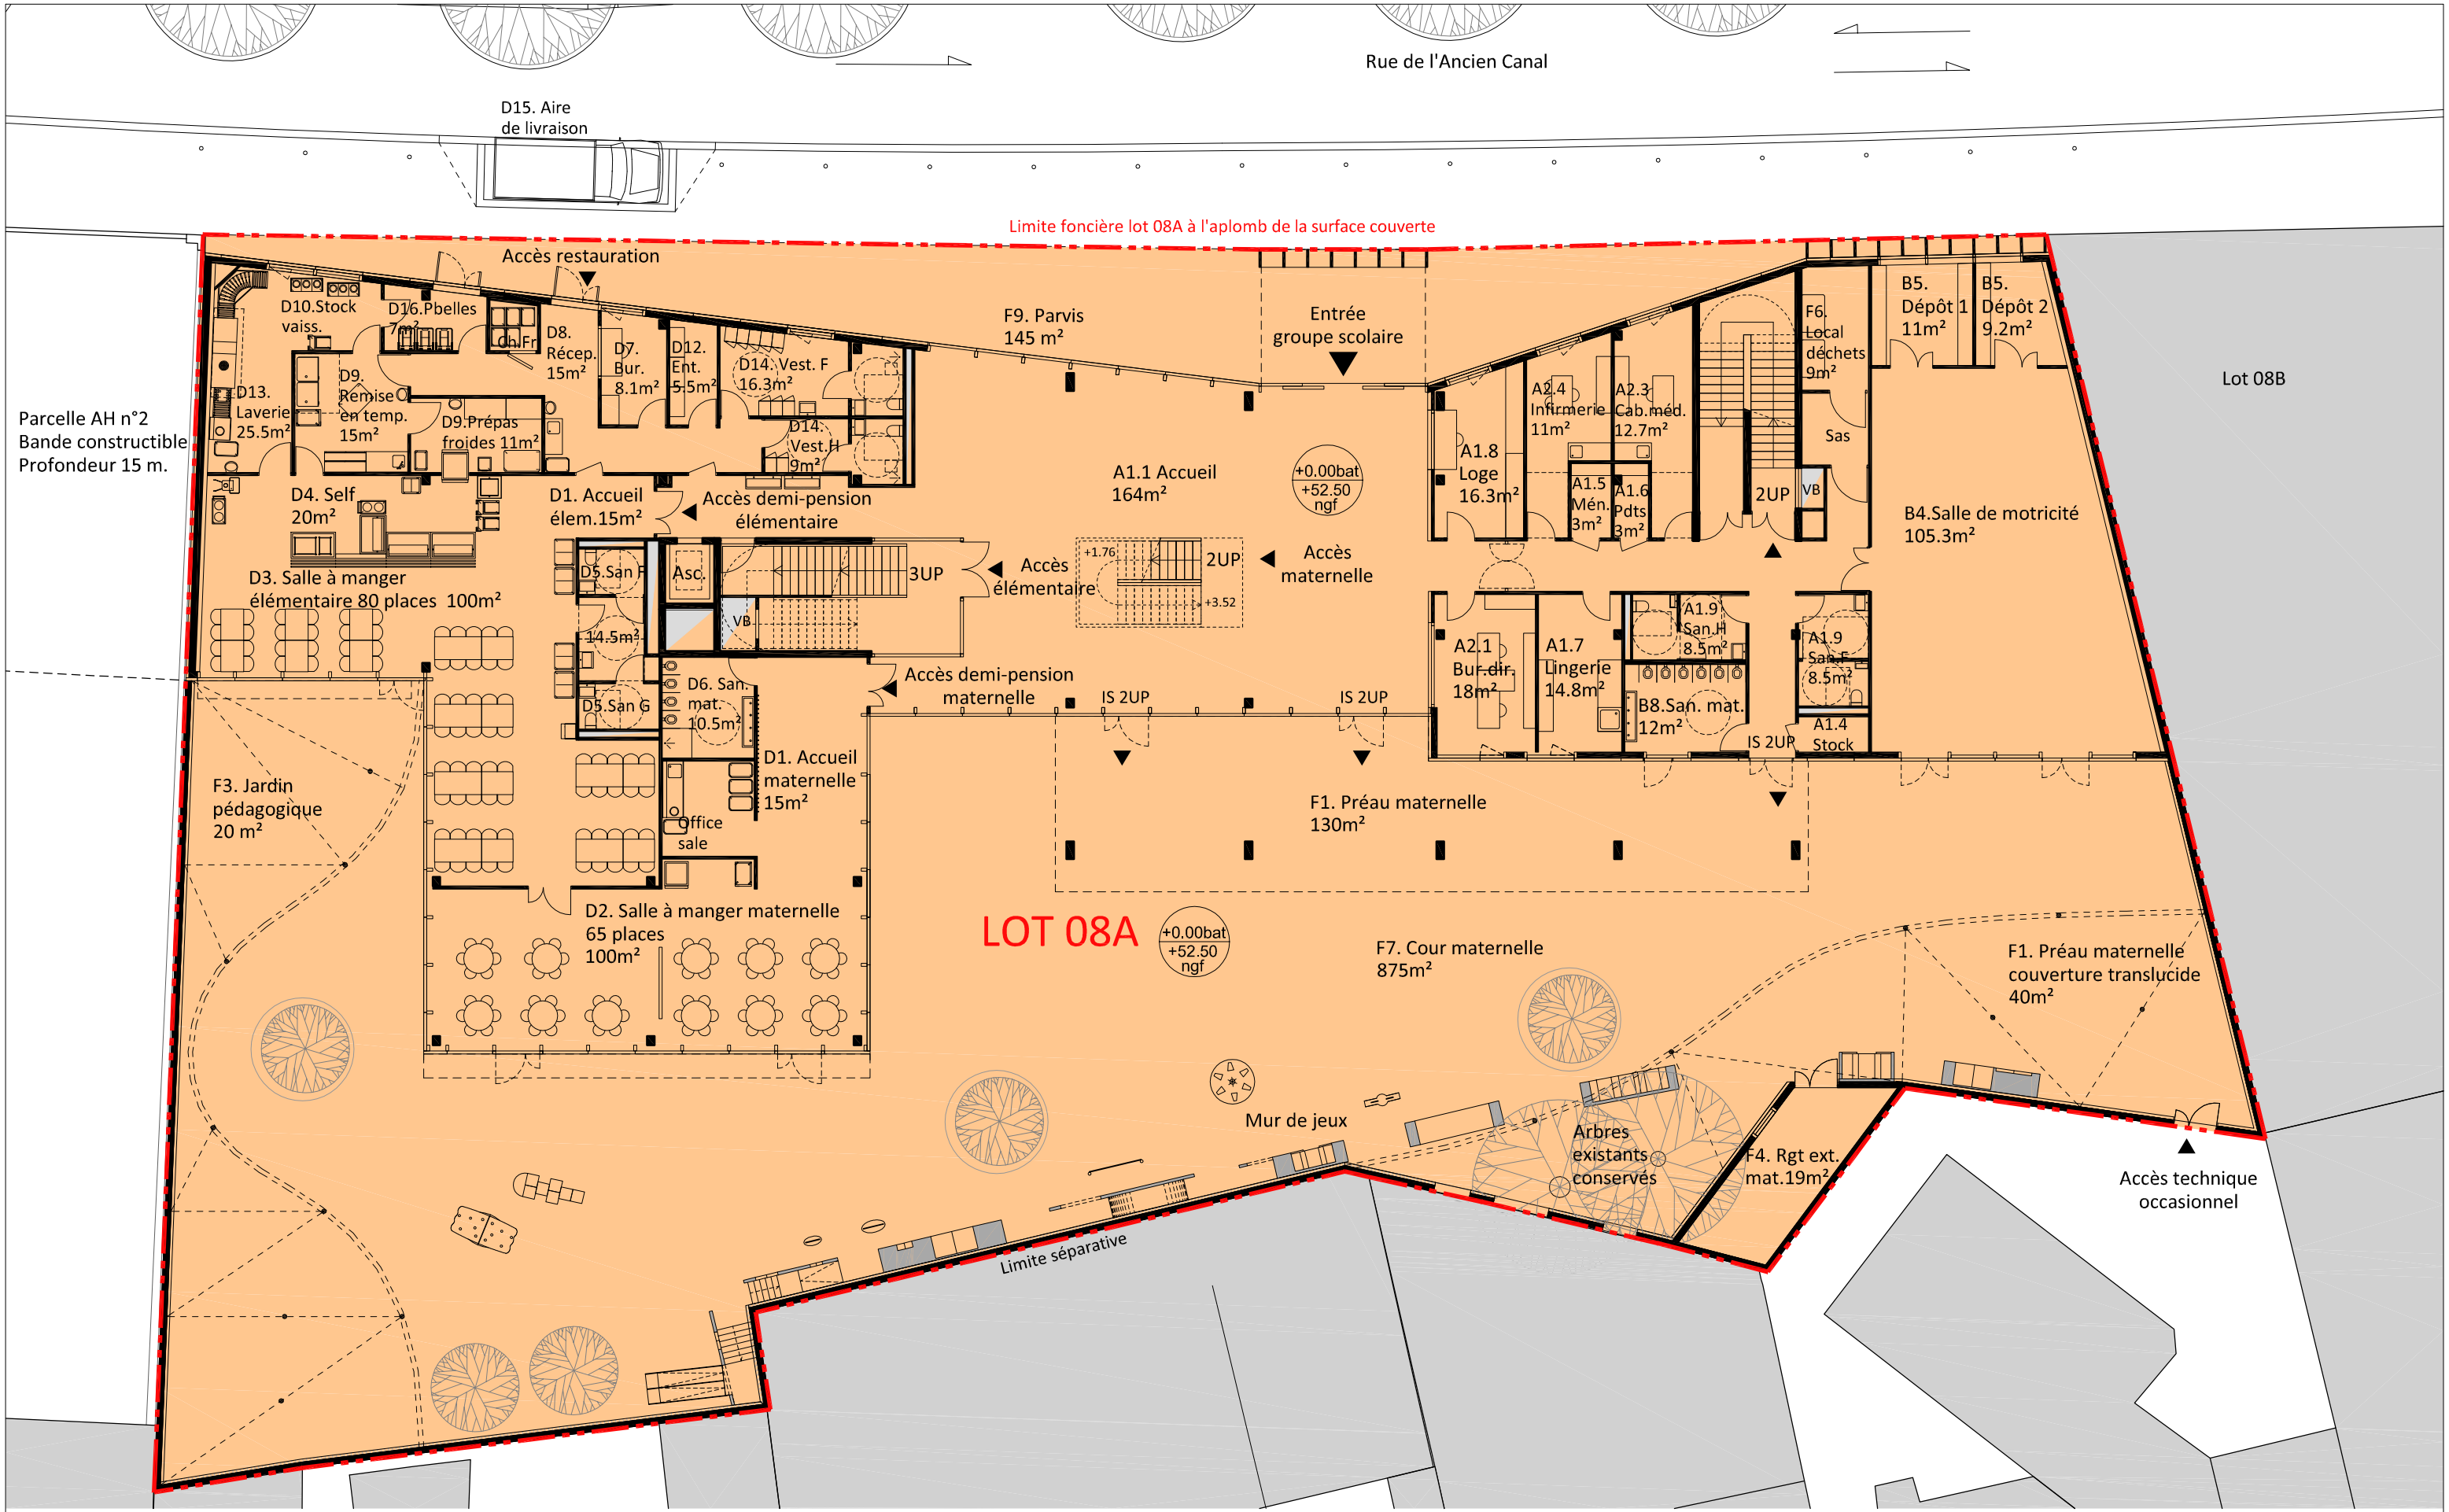 Rue de l'Ancien Canal
D15. Aire
de livraison
Limite foncière lot 08A à l'aplomb de la surface couverte
Accès restauration
D10.Stock
vaiss.
D16.Pbelles
7m²
Ch.Fr.
D8.
Récep.
15m²
D7.
Bur.
8.1m²
D12.
Ent.
5.5m²
D14. Vest. F
16.3m²
D14.
Vest.H
9m²
D13.
Laverie
25.5m²
D9.
Remise
en temp.
15m²
D9.Prépas
froides 11m²
Parcelle AH n°2
Bande constructible
Profondeur 15 m.
F9. Parvis
145 m²
Entrée
groupe scolaire
A1.1 Accueil
164m²
+0.00bat
+52.50
ngf
A1.8
Loge
16.3m²
A2.4
Infirmerie
11m²
A2.3
Cab.méd.
12.7m²
A1.5
Mén.
3m²
A1.6
Pdts
3m²
F6.
Local
déchets
9m²
Sas
VB
2UP
B5.
Dépôt 1
11m²
B5.
Dépôt 2
9.2m²
Lot 08B
B4.Salle de motricité
105.3m²
D4. Self
20m²
D1. Accueil
élem.15m²
Accès demi-pension
élémentaire
D3. Salle à manger
élémentaire 80 places  100m²
D5.San F
14.5m²
D5.San G
Asc.
VB
3UP
Accès
élémentaire
+1.76
+3.52
2UP
Accès
maternelle
Accès demi-pension
maternelle
IS 2UP
IS 2UP
D6. San.
mat.
10.5m²
D1. Accueil
maternelle
15m²
Office
sale
A2.1
Bur.dir.
18m²
A1.7
Lingerie
14.8m²
A1.9
San.H
8.5m²
A1.9
San.F
8.5m²
B8.San. mat.
12m²
IS 2UP
A1.4
Stock
F3. Jardin
pédagogique
20 m²
F1. Préau maternelle
130m²
D2. Salle à manger maternelle
65 places
100m²
LOT 08A
+0.00bat
+52.50
ngf
F7. Cour maternelle
875m²
F1. Préau maternelle
couverture translucide
40m²
Mur de jeux
Arbres
existants
conservés
F4. Rgt ext.
mat.19m²
Accès technique
occasionnel
Limite séparative